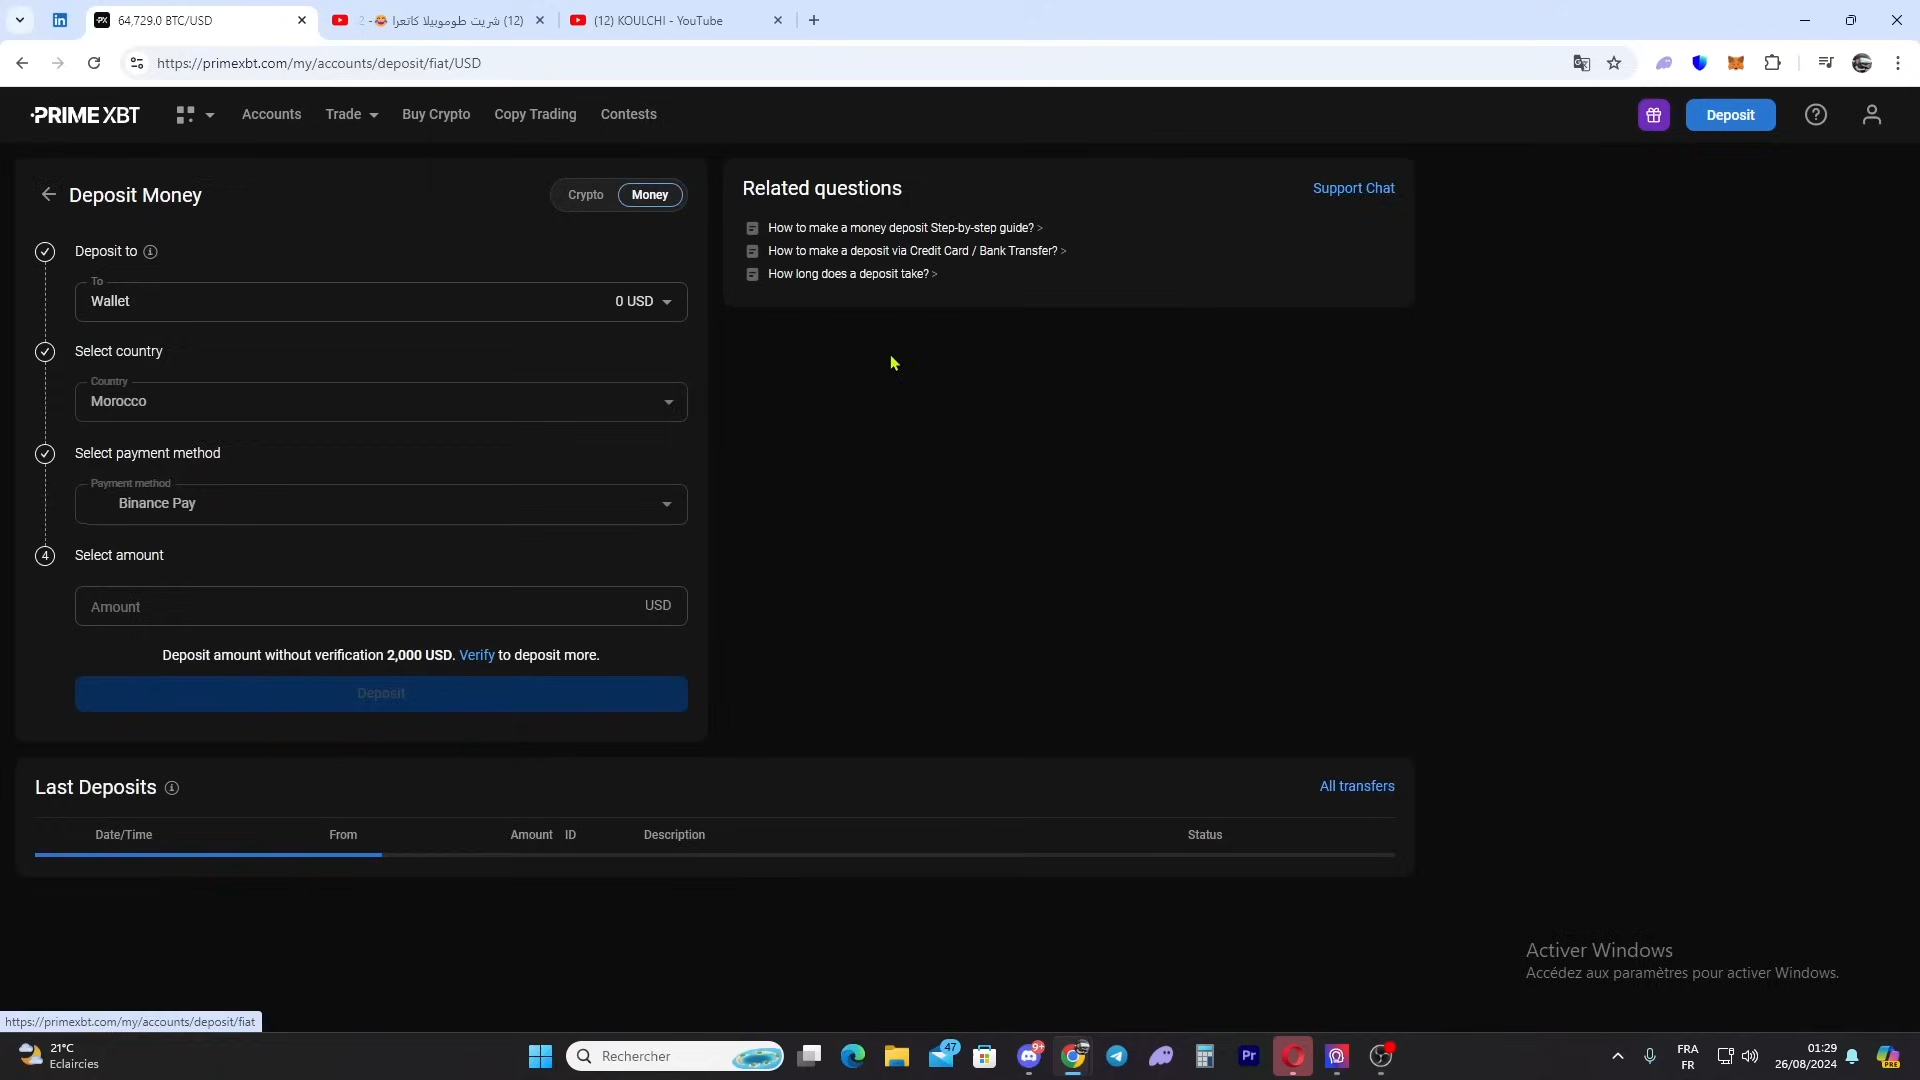 64,729.0 BTC/USD
(12) شريت طوموبيلا كاتعرا 😂 - 2
(12) KOULCHI - YouTube
https://primexbt.com/my/accounts/deposit/fiat/USD
PRIME XBT
Accounts
Trade
Buy Crypto
Copy Trading
Contests
Deposit
Deposit Money
Crypto
Money
Deposit to
To
Wallet
0 USD
Select country
Country
Morocco
Select payment method
Payment method
Binance Pay
4
Select amount
Amount
USD
Deposit amount without verification 2,000 USD. Verify to deposit more.
Deposit
Related questions
Support Chat
How to make a money deposit Step-by-step guide? >
How to make a deposit via Credit Card / Bank Transfer? >
How long does a deposit take? >
Last Deposits
All transfers
Date/Time
From
Amount
ID
Description
Status
Activer Windows
Accédez aux paramètres pour activer Windows.
https://primexbt.com/my/accounts/deposit/fiat
21°C
Eclaircies
Rechercher
47
9+
Pr
FRA
FR
01:29
26/08/2024
PRE